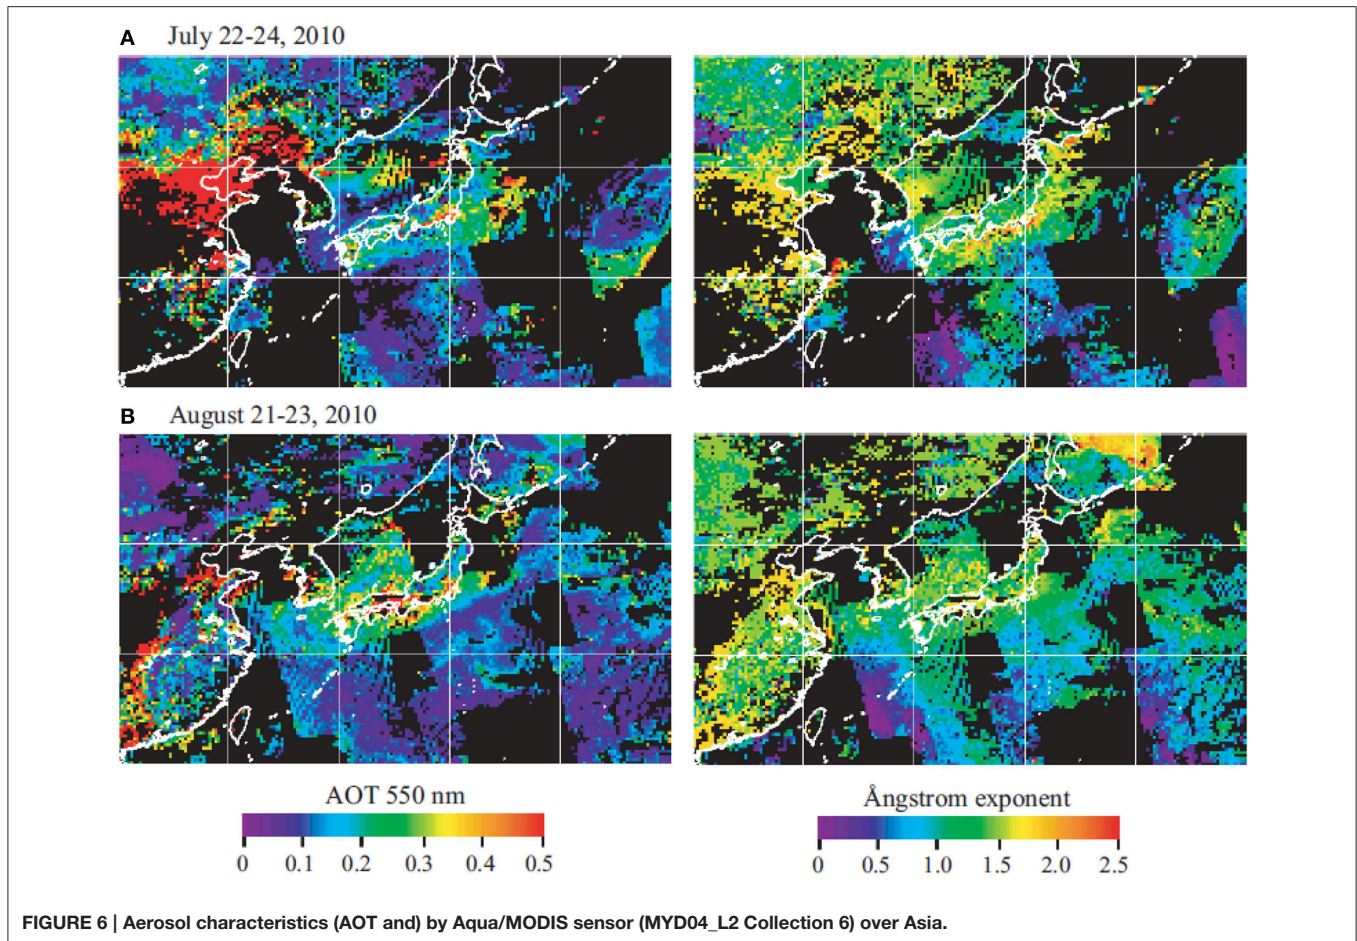 A July 22-24, 2010
B August 21-23, 2010
AOT 550 nm
0 0.1 0.2 0.3 0.4 0.5
Ångstrom exponent
0 0.5 1.0 1.5 2.0 2.5
FIGURE 6 | Aerosol characteristics (AOT and) by Aqua/MODIS sensor (MYD04_L2 Collection 6) over Asia.